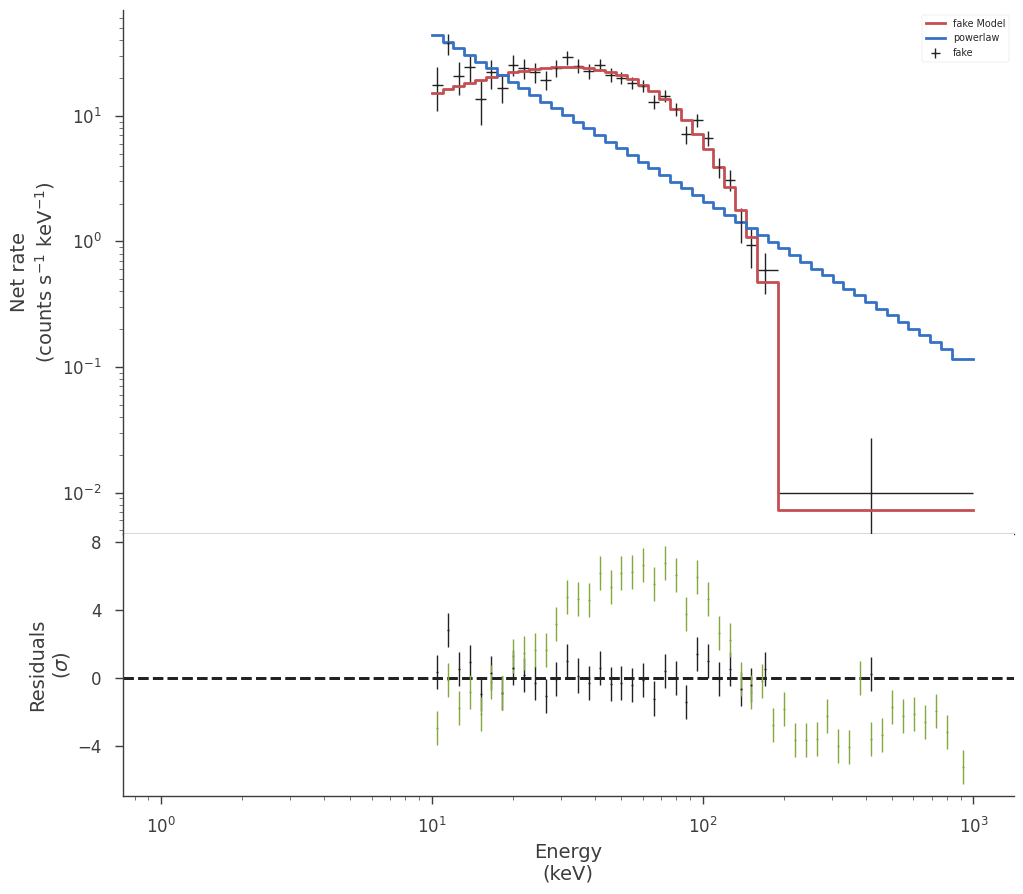 fake Model
powerlaw
fake
Net rate
(counts s⁻¹ keV⁻¹)
10¹
10⁰
10⁻¹
10⁻²
Residuals
(σ)
8
4
0
−4
10⁰
10¹
10²
10³
Energy
(keV)